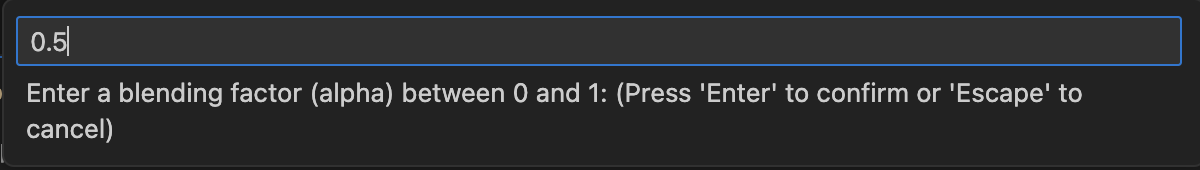 0.5
Enter a blending factor (alpha) between 0 and 1: (Press 'Enter' to confirm or 'Escape' to
cancel)